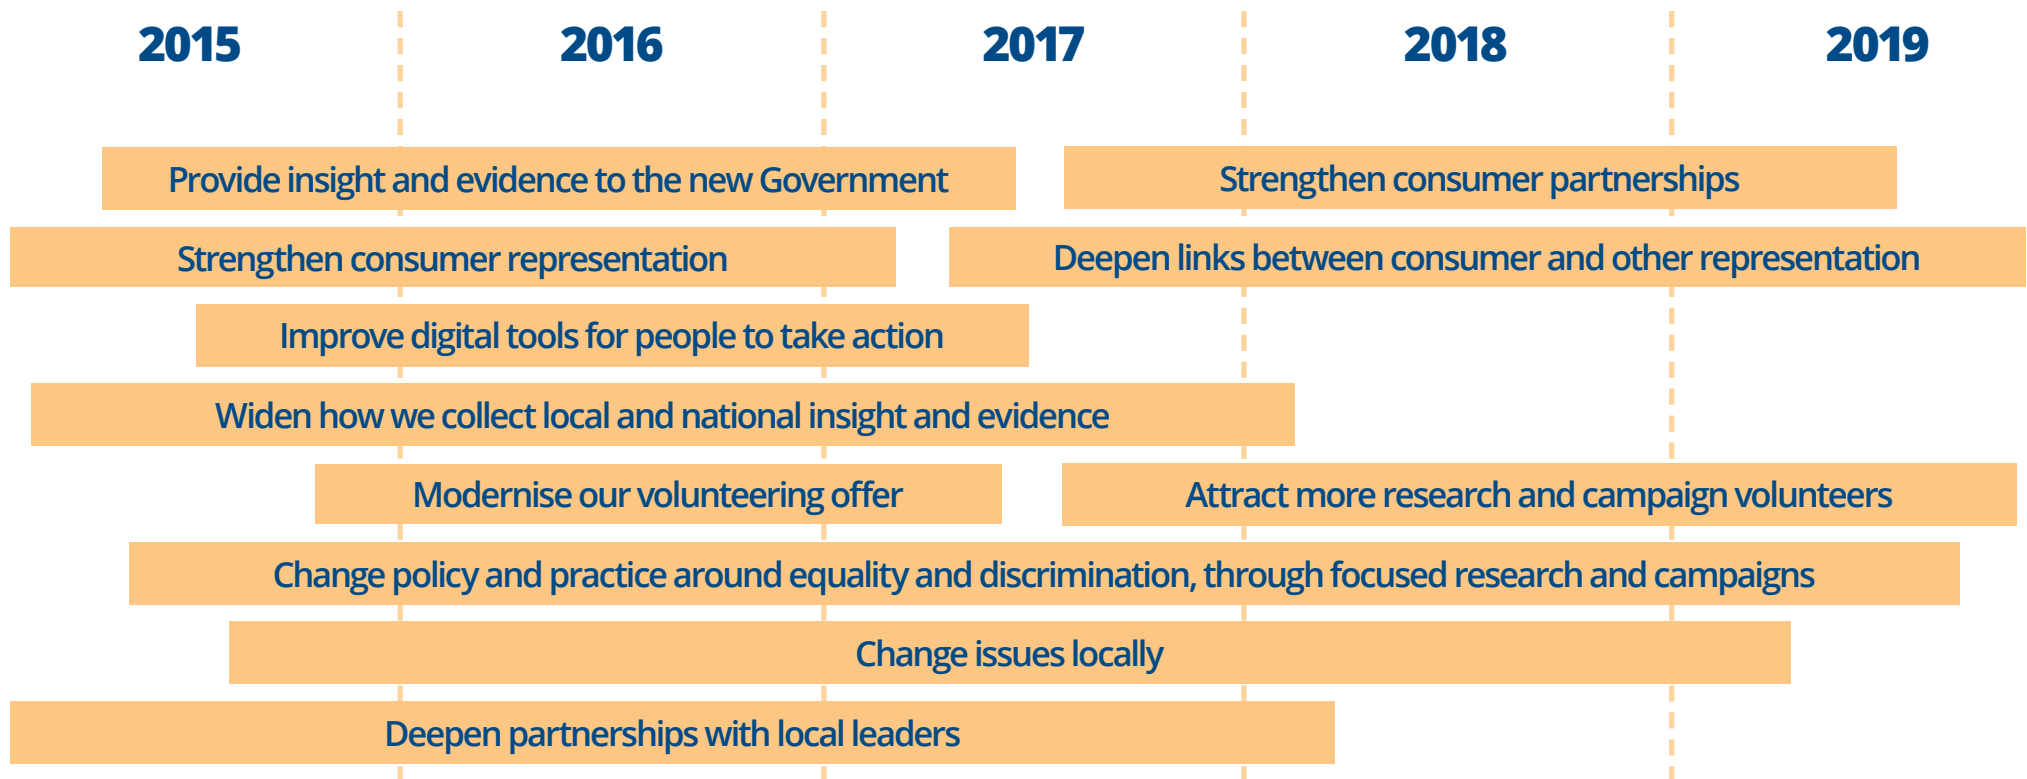 2015 2016 2017 2018 2019
Provide insight and evidence to the new Government
Strengthen consumer partnerships
Strengthen consumer representation
Deepen links between consumer and other representation
Improve digital tools for people to take action
Widen how we collect local and national insight and evidence
Modernise our volunteering offer
Attract more research and campaign volunteers
Change policy and practice around equality and discrimination, through focused research and campaigns
Change issues locally
Deepen partnerships with local leaders